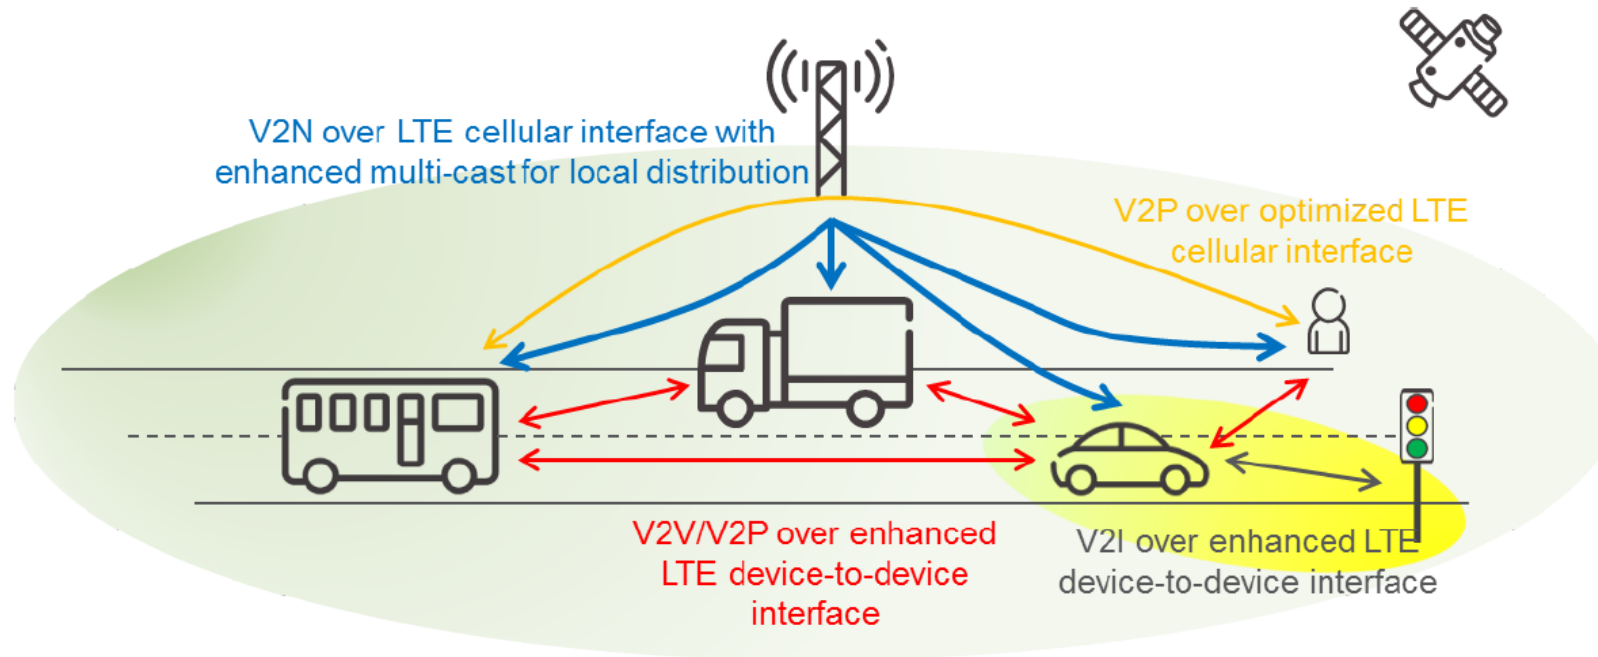 V2N over LTE cellular interface with
enhanced multi-cast for local distribution
V2P over optimized LTE
cellular interface
V2V/V2P over enhanced
LTE device-to-device
interface
V2I over enhanced LTE
device-to-device interface